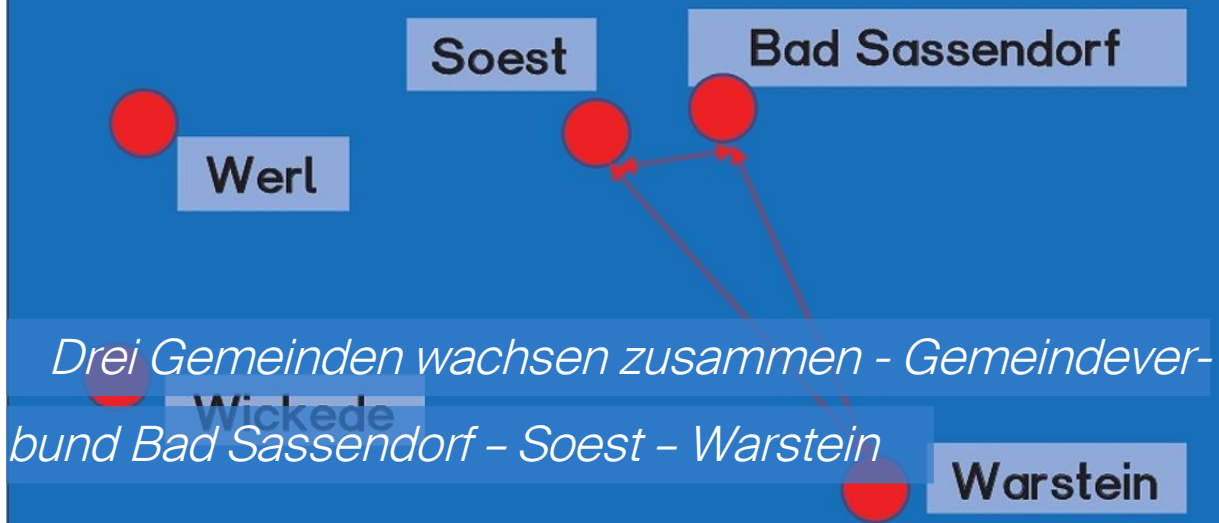 Bad Sassendorf
Soest
Werl
Drei Gemeinden wachsen zusammen - Gemeindever-
Wickede
bund Bad Sassendorf – Soest – Warstein
Warstein